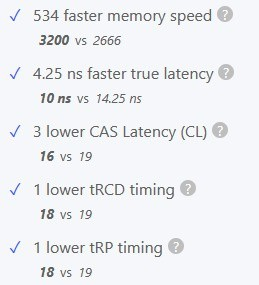 ✓ 534 faster memory speed ?
3200 vs 2666
✓ 4.25 ns faster true latency ?
10 ns vs 14.25 ns
✓ 3 lower CAS Latency (CL) ?
16 vs 19
✓ 1 lower tRCD timing ?
18 vs 19
✓ 1 lower tRP timing ?
18 vs 19